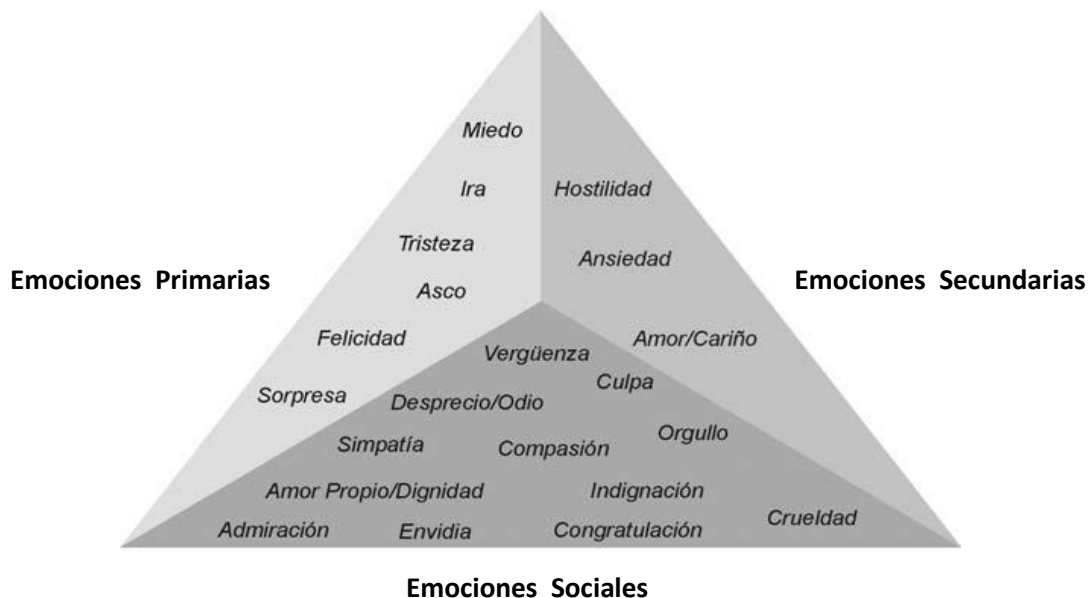 Miedo
Ira
Hostilidad
Tristeza
Ansiedad
Emociones Primarias
Emociones Secundarias
Asco
Felicidad
Amor/Cariño
Vergüenza
Culpa
Sorpresa
Desprecio/Odio
Orgullo
Simpatía
Compasión
Amor Propio/Dignidad
Indignación
Crueldad
Admiración
Envidia
Congratulación
Emociones Sociales